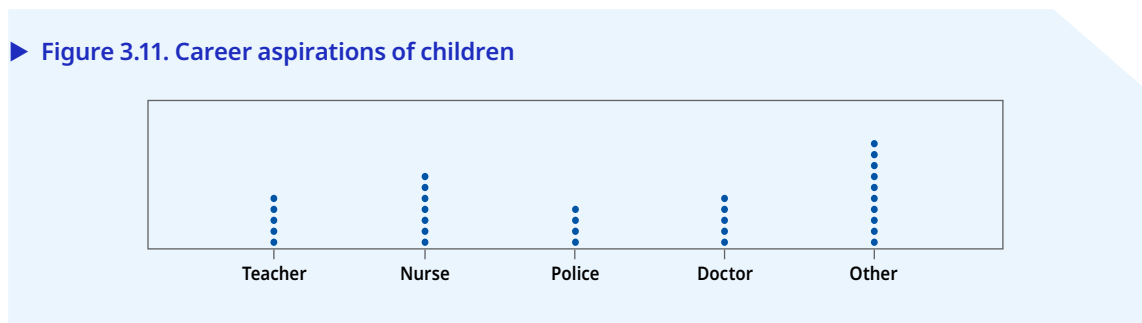 Figure 3.11. Career aspirations of children
Teacher Nurse Police Doctor Other